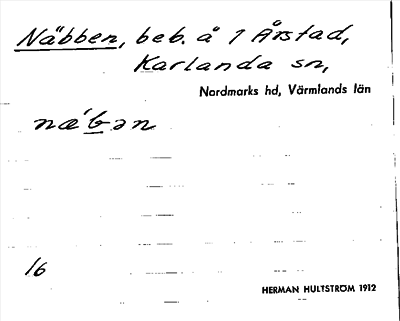 Näbben, beb. å 1 Årstad,
Karlanda sn,
Nordmarks hd, Värmlands län
næ´bən
16
HERMAN HULTSTRÖM 1912